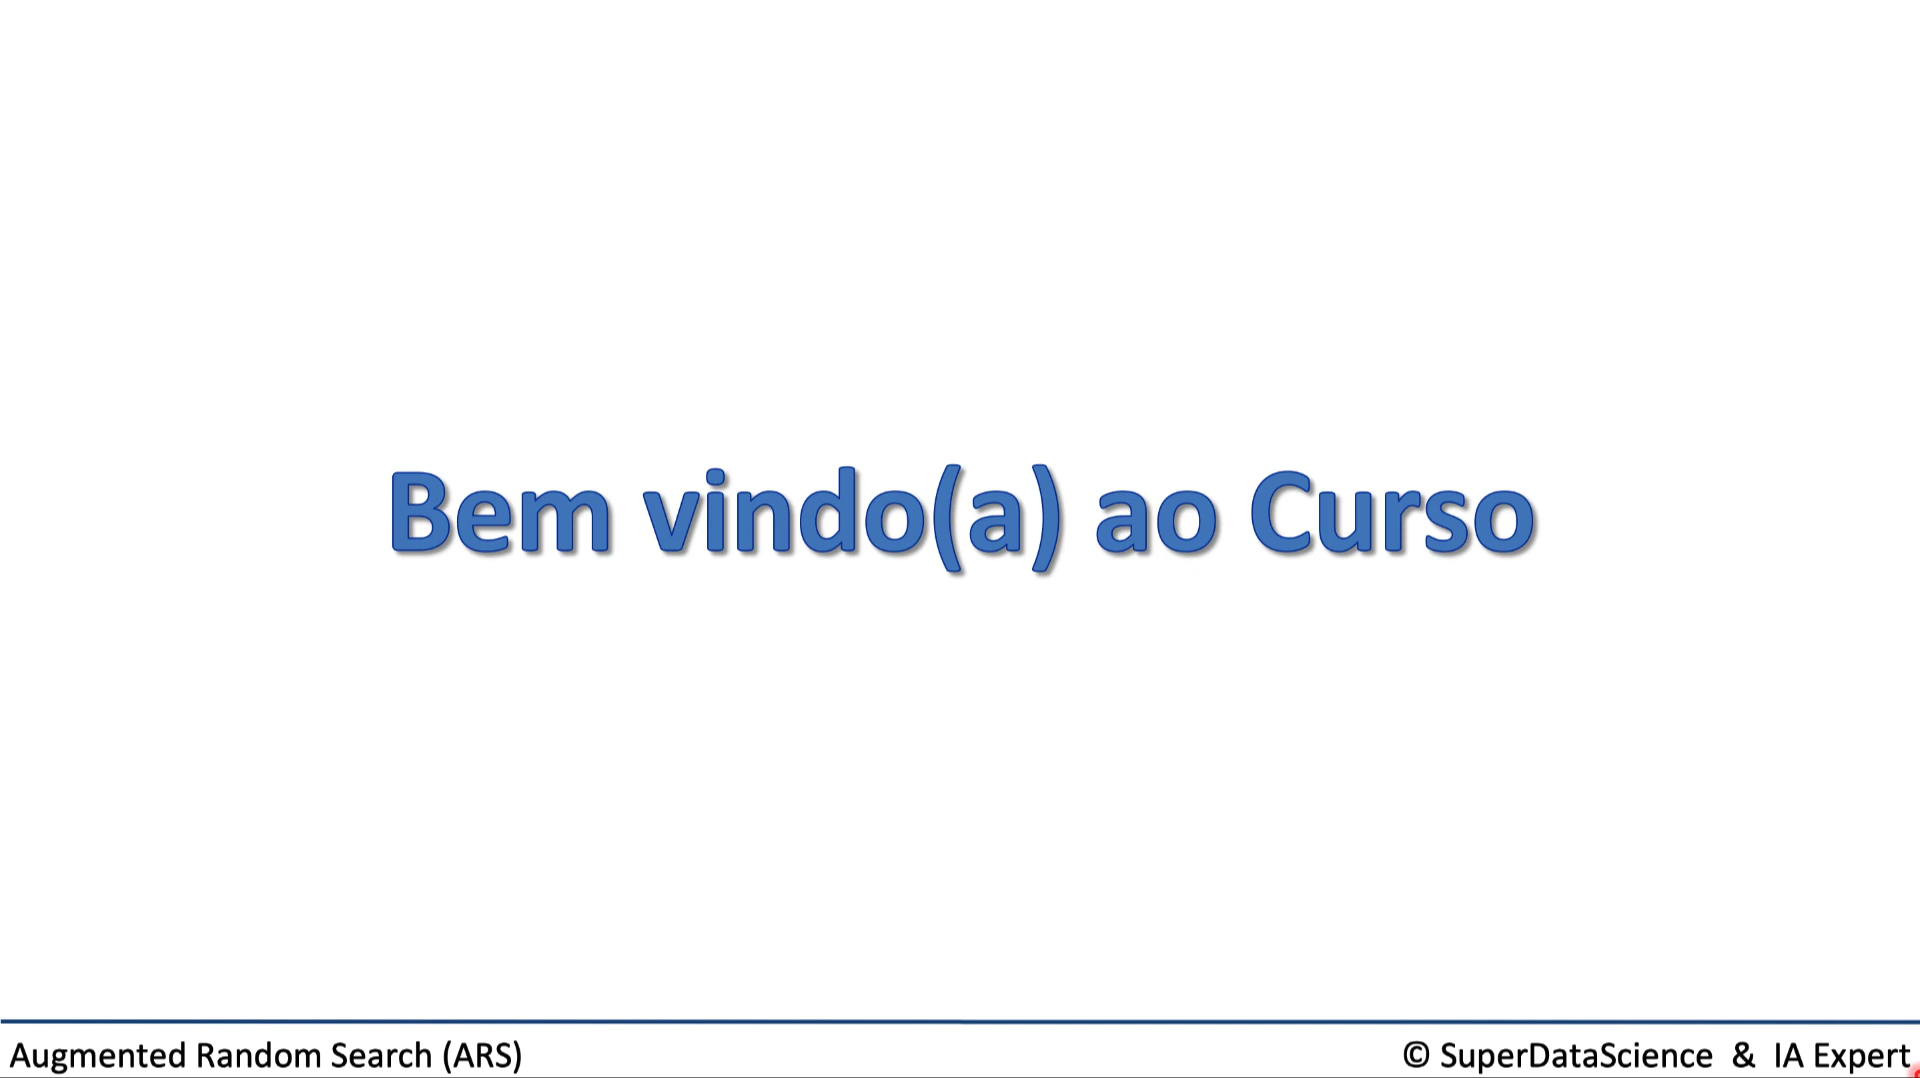 Bem vindo(a) ao Curso
Augmented Random Search (ARS)
© SuperDataScience & IA Expert